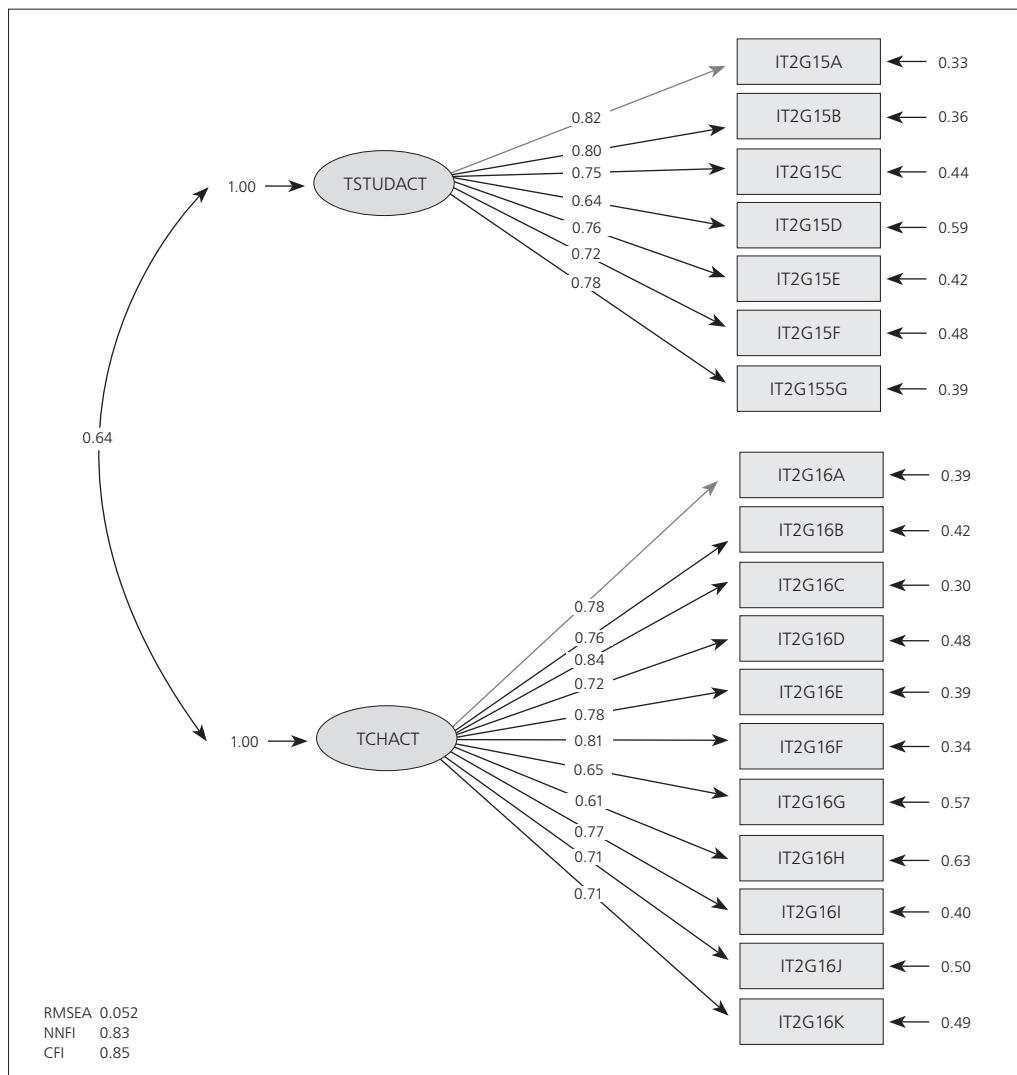 IT2G15A 0.33
0.82
IT2G15B 0.36
0.80
0.75
IT2G15C 0.44
1.00 TSTUDACT
0.64
IT2G15D 0.59
0.76
0.72
IT2G15E 0.42
0.78
IT2G15F 0.48
IT2G155G 0.39
0.64
IT2G16A 0.39
IT2G16B 0.42
IT2G16C 0.30
0.78
0.76
IT2G16D 0.48
0.84
0.72
IT2G16E 0.39
0.78
1.00 TCHACT
0.81
IT2G16F 0.34
0.65
0.61
IT2G16G 0.57
0.77
0.71
IT2G16H 0.63
0.71
IT2G16I 0.40
IT2G16J 0.50
RMSEA 0.052
NNFI 0.83
CFI 0.85
IT2G16K 0.49